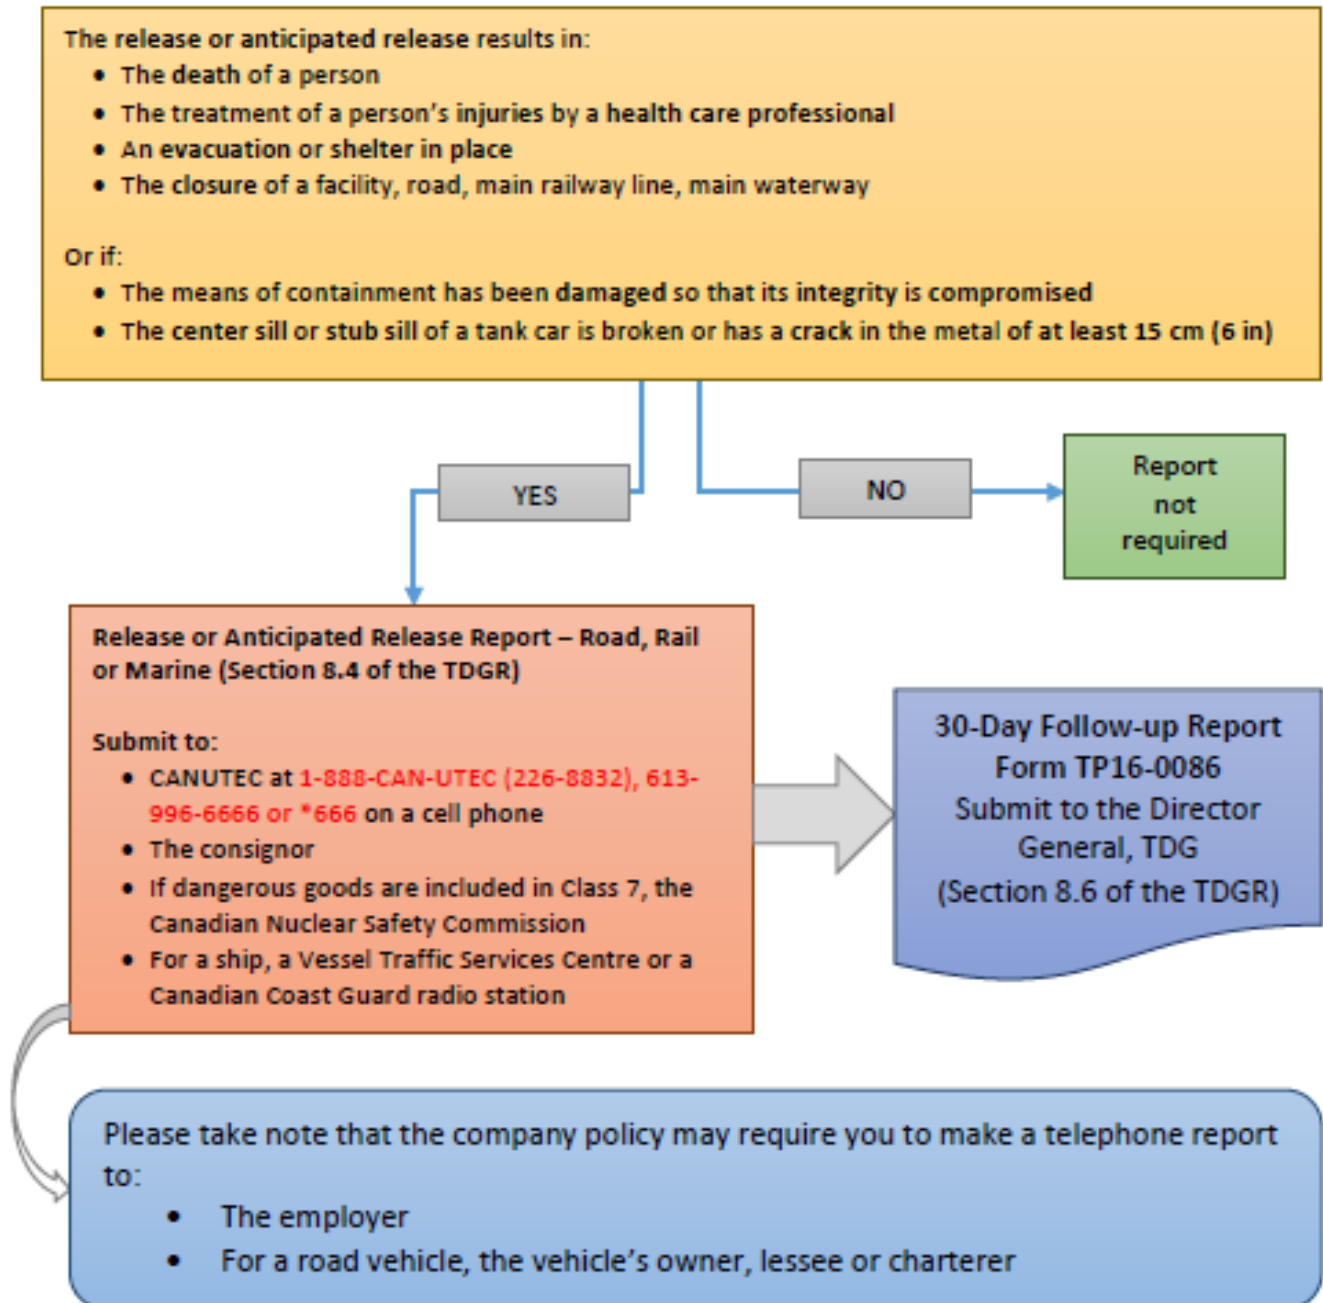 The release or anticipated release results in:
• The death of a person
• The treatment of a person's injuries by a health care professional
• An evacuation or shelter in place
• The closure of a facility, road, main railway line, main waterway
Or if:
• The means of containment has been damaged so that its integrity is compromised
• The center sill or stub sill of a tank car is broken or has a crack in the metal of at least 15 cm (6 in)
YES
NO
Report
not
required
Release or Anticipated Release Report – Road, Rail
or Marine (Section 8.4 of the TDGR)
Submit to:
• CANUTEC at 1-888-CAN-UTEC (226-8832), 613-
996-6666 or *666 on a cell phone
• The consignor
• If dangerous goods are included in Class 7, the
Canadian Nuclear Safety Commission
• For a ship, a Vessel Traffic Services Centre or a
Canadian Coast Guard radio station
30-Day Follow-up Report
Form TP16-0086
Submit to the Director
General, TDG
(Section 8.6 of the TDGR)
Please take note that the company policy may require you to make a telephone report
to:
• The employer
• For a road vehicle, the vehicle's owner, lessee or charterer